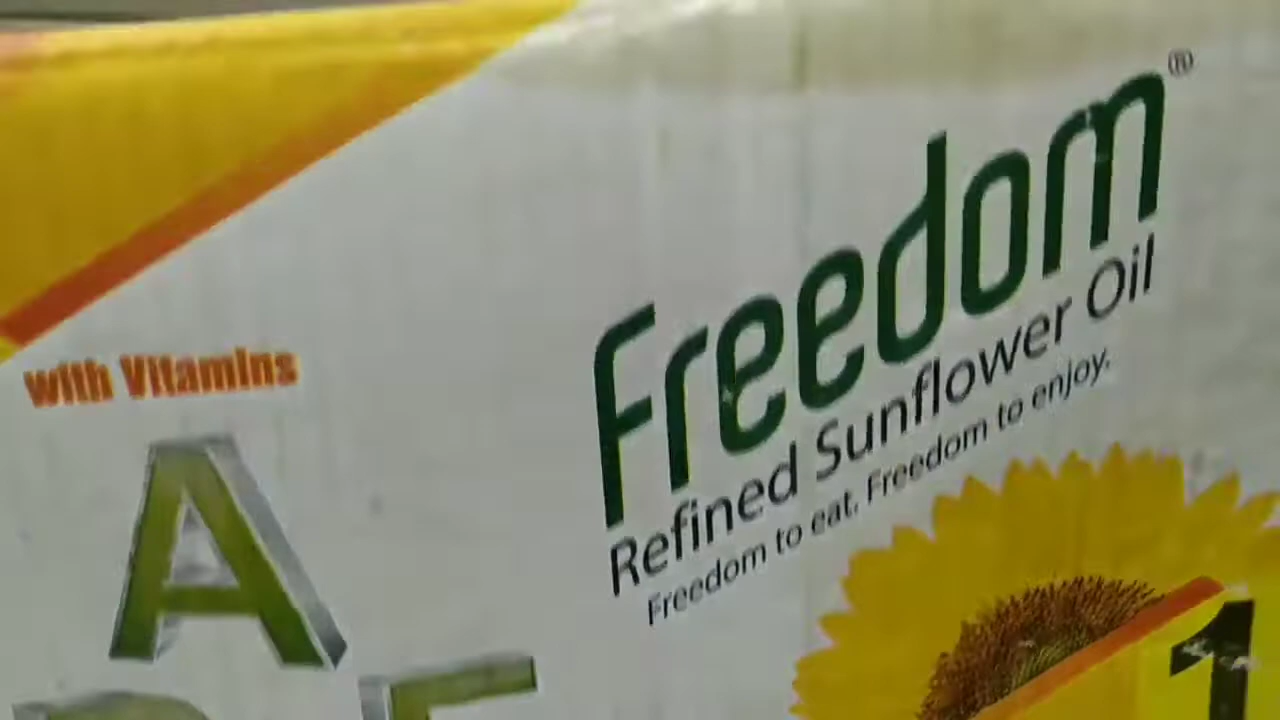 Freedom®
Refined Sunflower Oil
Freedom to eat. Freedom to enjoy.
with Vitamins
A
1